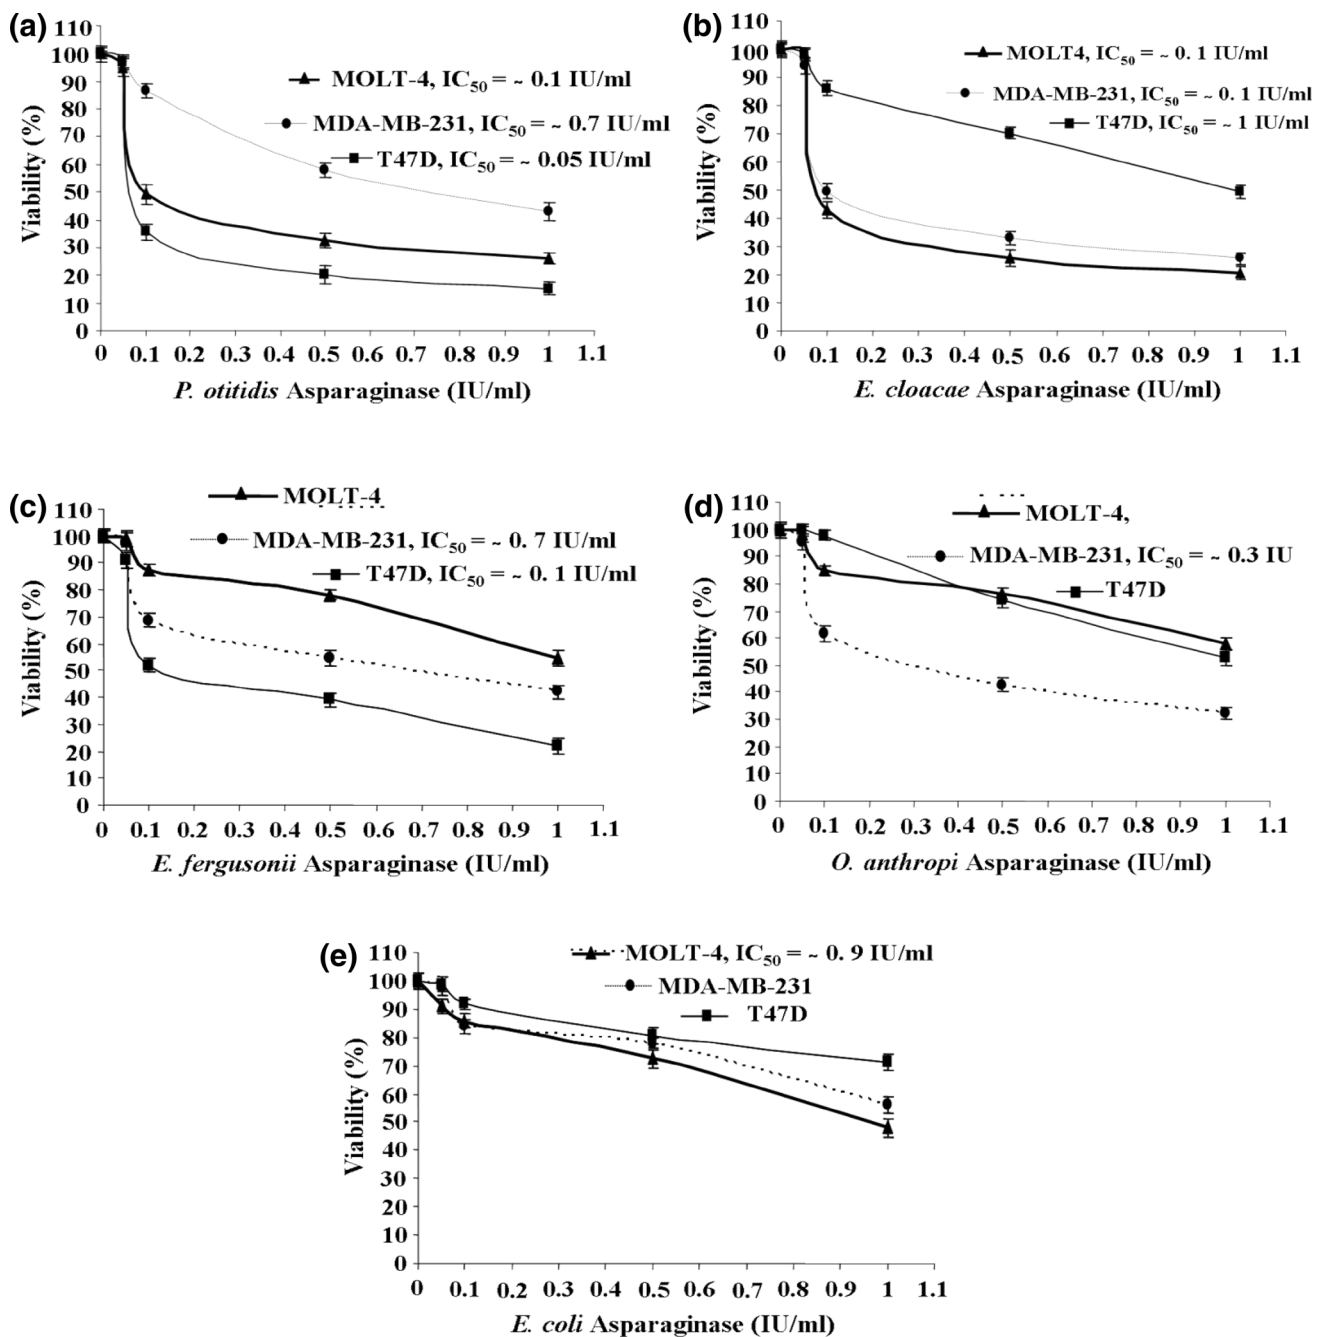 (a)
110
100
90
80
70
60
50
40
30
20
10
0
Viability (%)
MOLT-4, IC50 = ~ 0.1 IU/ml
MDA-MB-231, IC50 = ~ 0.7 IU/ml
T47D, IC50 = ~ 0.05 IU/ml
0 0.1 0.2 0.3 0.4 0.5 0.6 0.7 0.8 0.9 1 1.1
P. otitidis Asparaginase (IU/ml)
(b)
110
100
90
80
70
60
50
40
30
20
10
0
Viability (%)
MOLT4, IC50 = ~ 0. 1 IU/ml
MDA-MB-231, IC50 = ~ 0. 1 IU/ml
T47D, IC50 = ~ 1 IU/ml
0 0.1 0.2 0.3 0.4 0.5 0.6 0.7 0.8 0.9 1 1.1
E. cloacae Asparaginase (IU/ml)
(c)
110
100
90
80
70
60
50
40
30
20
10
0
Viability (%)
MOLT-4
MDA-MB-231, IC50 = ~ 0. 7 IU/ml
T47D, IC50 = ~ 0. 1 IU/ml
0 0.1 0.2 0.3 0.4 0.5 0.6 0.7 0.8 0.9 1 1.1
E. fergusonii Asparaginase (IU/ml)
(d)
110
100
90
80
70
60
50
40
30
20
10
0
Viability (%)
MOLT-4,
MDA-MB-231, IC50 = ~ 0.3 IU
T47D
0 0.1 0.2 0.3 0.4 0.5 0.6 0.7 0.8 0.9 1 1.1
O. anthropi Asparaginase (IU/ml)
(e)
110
100
90
80
70
60
50
40
30
20
10
0
Viability (%)
MOLT-4, IC50 = ~ 0. 9 IU/ml
MDA-MB-231
T47D
0 0.1 0.2 0.3 0.4 0.5 0.6 0.7 0.8 0.9 1 1.1
E. coli Asparaginase (IU/ml)